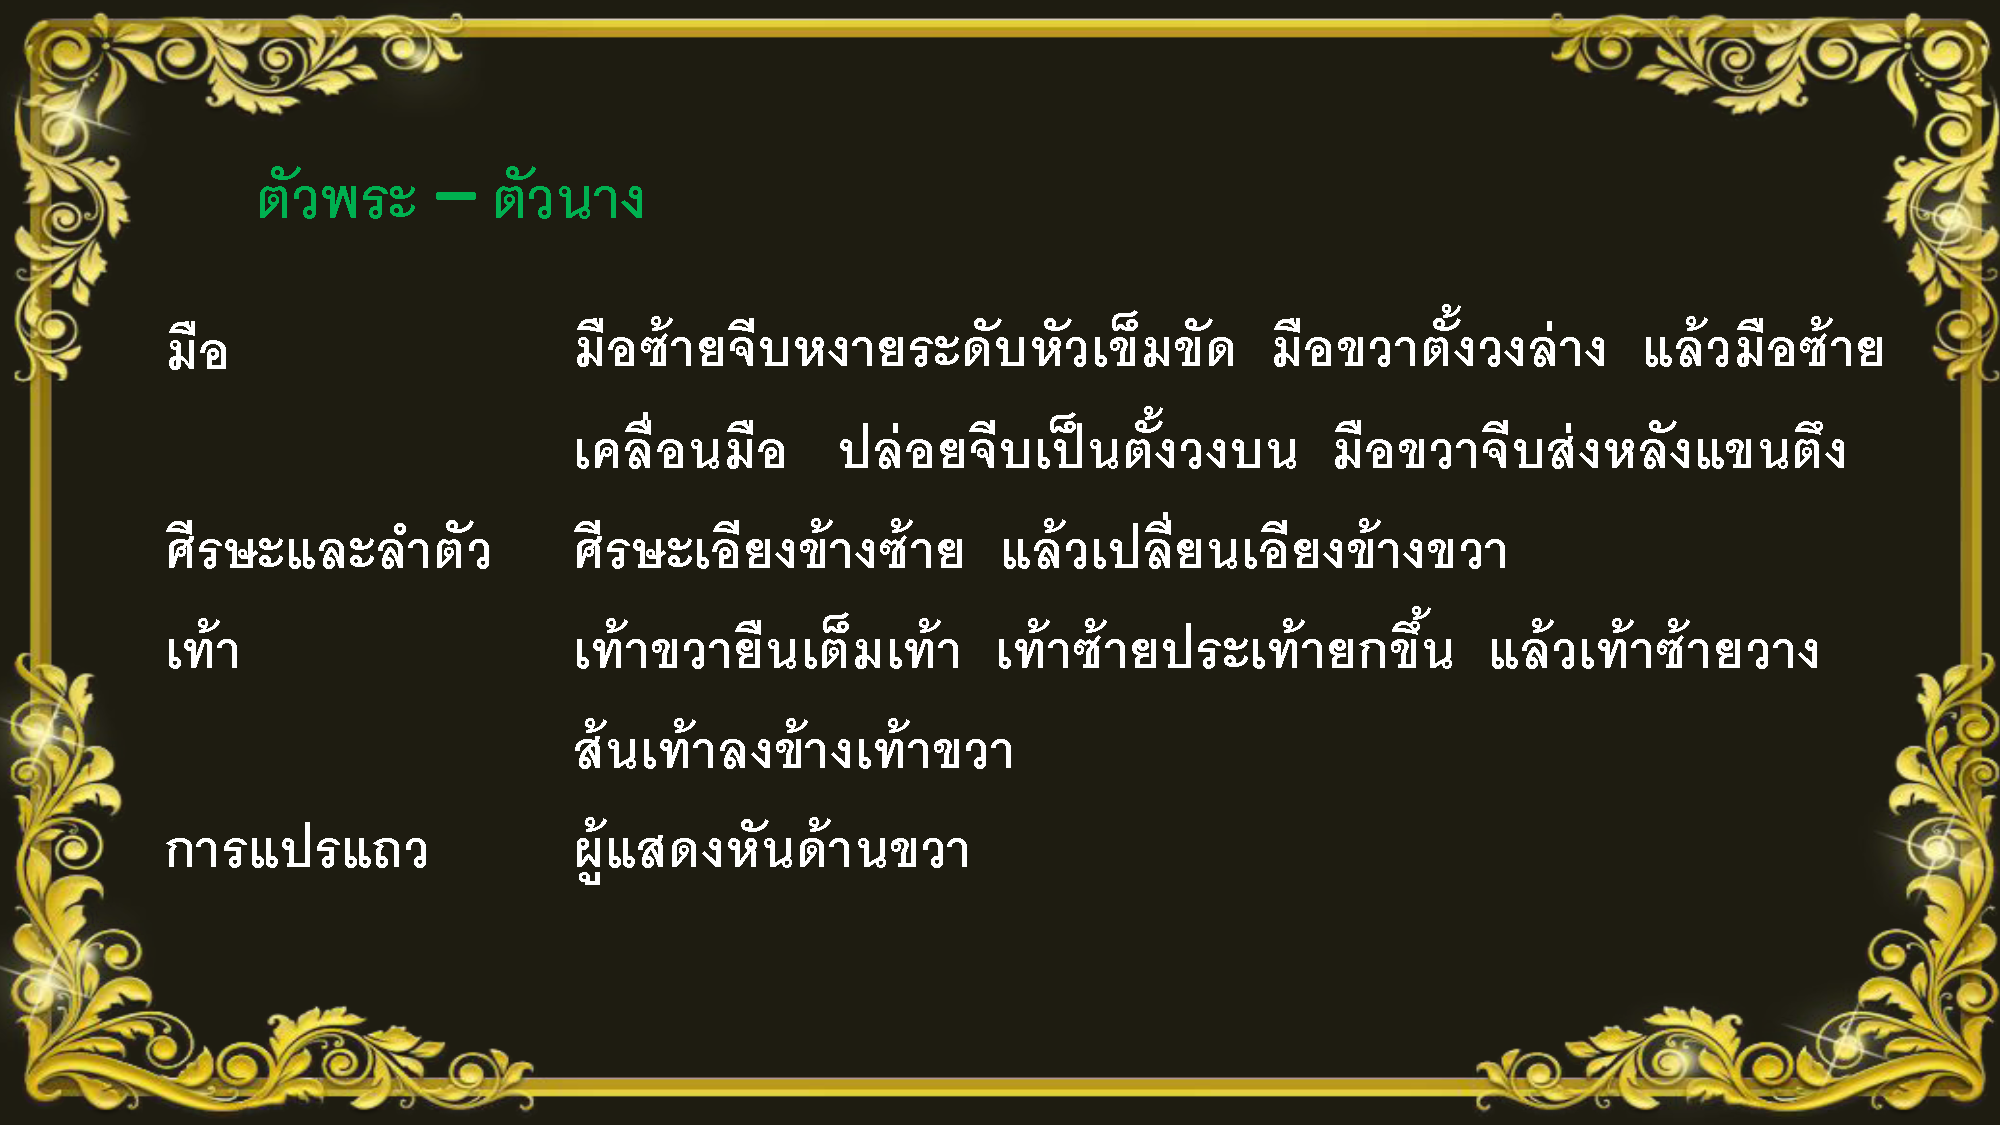 ตัวพระ – ตัวนาง
มือ มือซ้ายจีบหงายระดับหัวเข็มขัด มือขวาตั้งวงล่าง แล้วมือซ้าย
เคลื่อนมือ ปล่อยจีบเป็นตั้งวงบน มือขวาจีบส่งหลังแขนตึง
ศีรษะและลำตัว ศีรษะเอียงข้างซ้าย แล้วเปลี่ยนเอียงข้างขวา
เท้า เท้าขวายืนเต็มเท้า เท้าซ้ายประเท้ายกขึ้น แล้วเท้าซ้ายวาง
ส้นเท้าลงข้างเท้าขวา
การแปรแถว ผู้แสดงหันด้านขวา